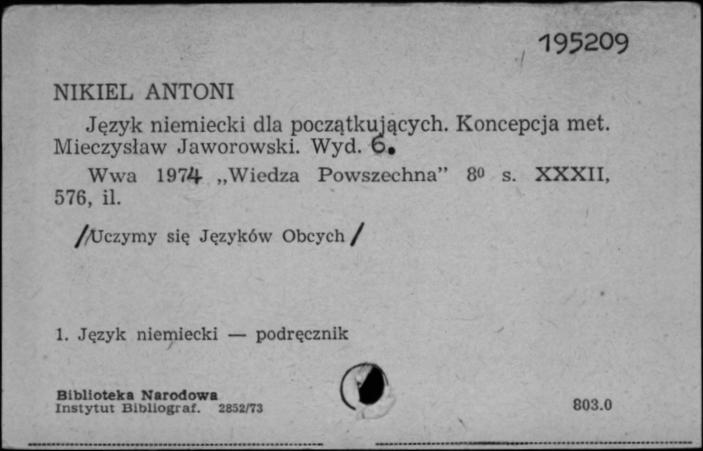 195209
NIKIEL ANTONI
Język niemiecki dla początkujących. Koncepcja met.
Mieczysław Jaworowski. Wyd. 6.
Wwa 1974 „Wiedza Powszechna” 8⁰ s. XXXII,
576, il.
/Uczymy się Języków Obcych/
1. Język niemiecki — podręcznik
Biblioteka Narodowa
Instytut Bibliograf. 2852/73
803.0